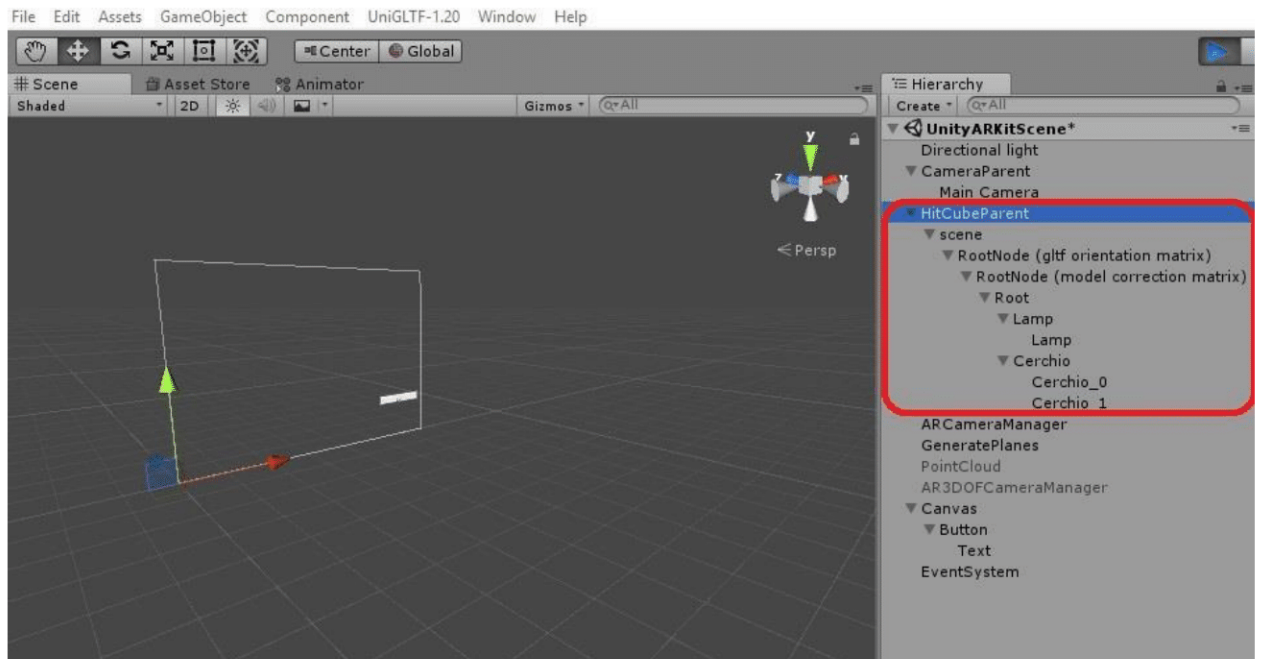 File Edit Assets GameObject Component UniGLTF-1.20 Window Help
Center Global
Scene Asset Store Animator
Shaded 2D Gizmos All
y
z x
Persp
Hierarchy
Create All
UnityARKitScene*
Directional light
CameraParent
Main Camera
HitCubeParent
scene
RootNode (gltf orientation matrix)
RootNode (model correction matrix)
Root
Lamp
Lamp
Cerchio
Cerchio_0
Cerchio_1
ARCameraManager
GeneratePlanes
PointCloud
AR3DOFCameraManager
Canvas
Button
Text
EventSystem